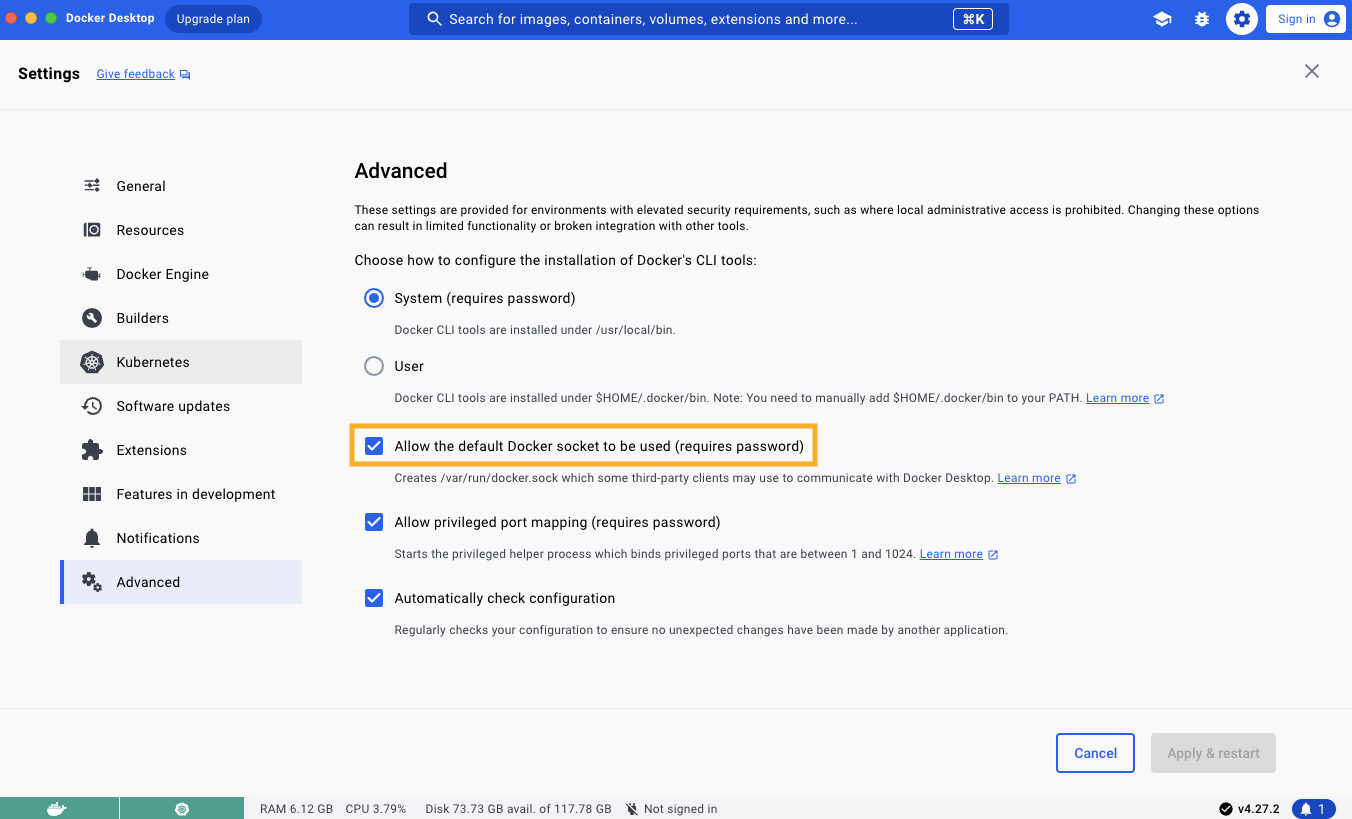 Docker Desktop
Upgrade plan
Search for images, containers, volumes, extensions and more...
⌘K
Sign in
Settings
Give feedback
General
Resources
Docker Engine
Builders
Kubernetes
Software updates
Extensions
Features in development
Notifications
Advanced
Advanced
These settings are provided for environments with elevated security requirements, such as where local administrative access is prohibited. Changing these options
can result in limited functionality or broken integration with other tools.
Choose how to configure the installation of Docker's CLI tools:
System (requires password)
Docker CLI tools are installed under /usr/local/bin.
User
Docker CLI tools are installed under $HOME/.docker/bin. Note: You need to manually add $HOME/.docker/bin to your PATH. Learn more
Allow the default Docker socket to be used (requires password)
Creates /var/run/docker.sock which some third-party clients may use to communicate with Docker Desktop. Learn more
Allow privileged port mapping (requires password)
Starts the privileged helper process which binds privileged ports that are between 1 and 1024. Learn more
Automatically check configuration
Regularly checks your configuration to ensure no unexpected changes have been made by another application.
Cancel
Apply & restart
RAM 6.12 GB CPU 3.79% Disk 73.73 GB avail. of 117.78 GB Not signed in
v4.27.2
1